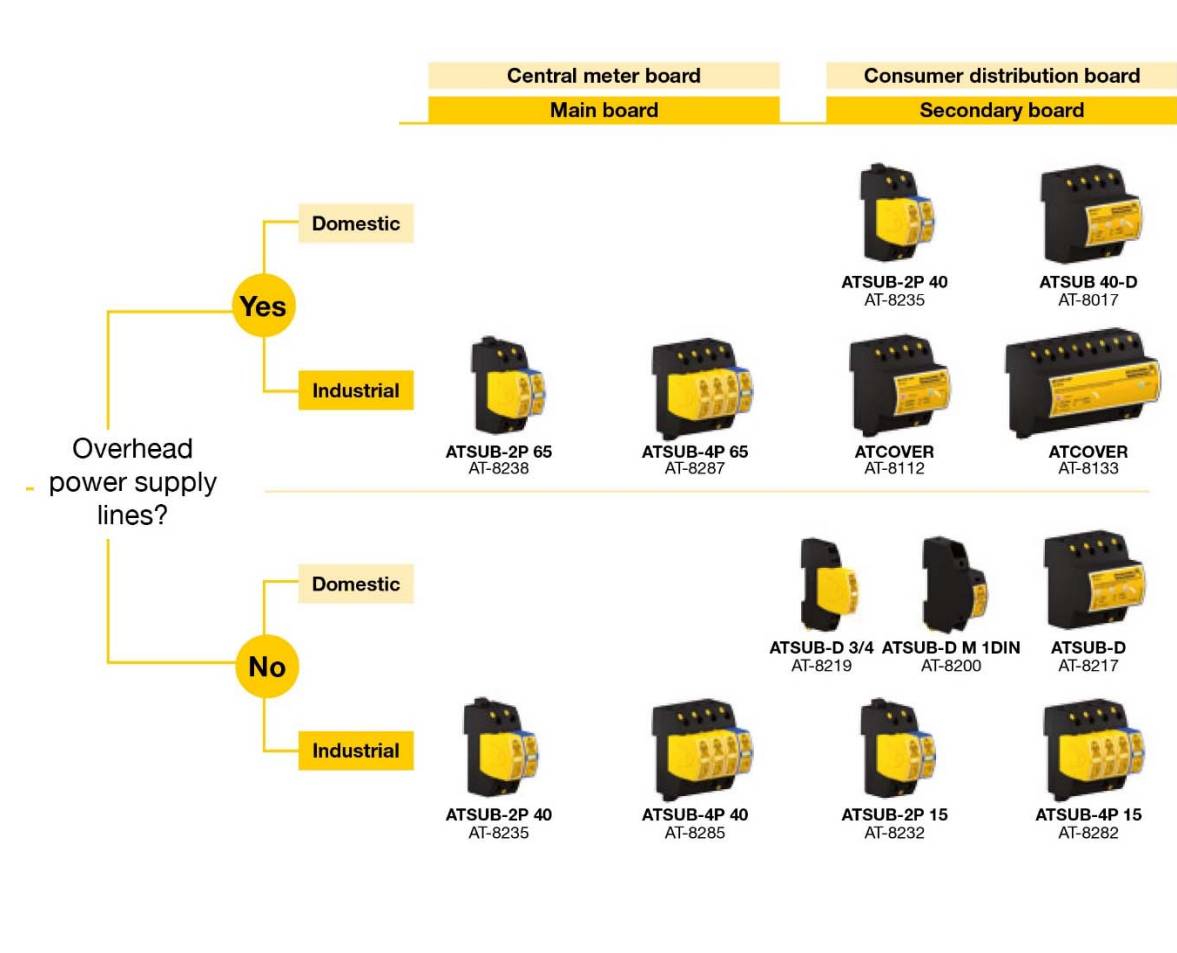 Central meter board
Consumer distribution board
Main board
Secondary board
Domestic
ATSUB-2P 40
AT-8235
ATSUB 40-D
AT-8017
Yes
Industrial
ATSUB-2P 65
AT-8238
ATSUB-4P 65
AT-8287
ATCOVER
AT-8112
ATCOVER
AT-8133
Overhead
power supply
lines?
Domestic
ATSUB-D 3/4
AT-8219
ATSUB-D M 1DIN
AT-8200
ATSUB-D
AT-8217
No
Industrial
ATSUB-2P 40
AT-8235
ATSUB-4P 40
AT-8285
ATSUB-2P 15
AT-8232
ATSUB-4P 15
AT-8282